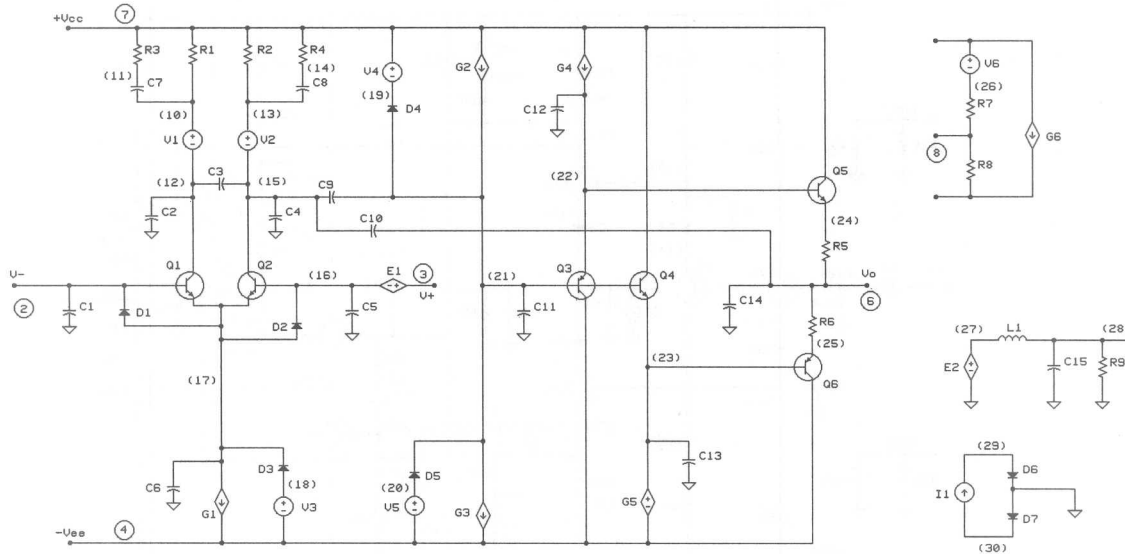 +Vcc (7)
R3 R1 R2 R4
(11) C7 (14) C8
V4 G2 G4
(19) D4 C12
(10) (13)
V1 V2
(12) C3 (15) C9
C2 C4 C10
(22) Q5
(24)
R5
V- (2) C1 D1 Q1 Q2 (16) E1 (3) V+
D2 C5
(21) C11 Q3 Q4 C14 Vo (6)
R6
(25)
(23) Q6
(17)
C6 G1 D3 (18) V3
(20) D5 V5 G3 G5 C13
-Vee (4)
V6
(26)
R7
(8) G6
R8
(27) L1 (28)
E2 C15 R9
(29)
I1 D6
D7
(30)